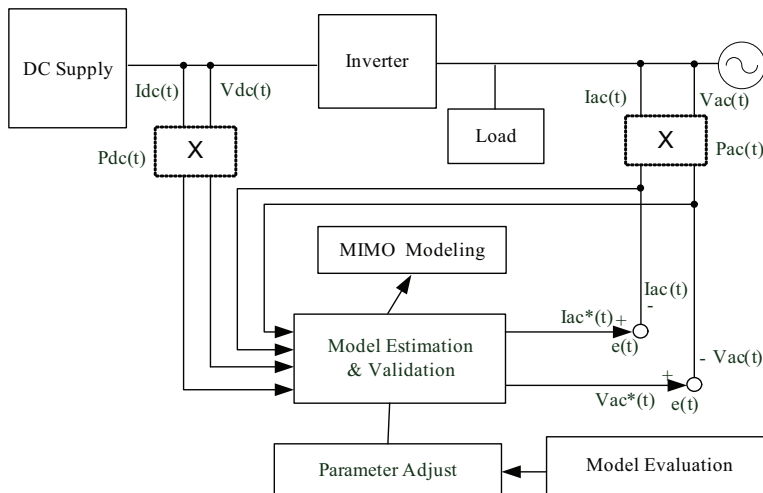 DC Supply
Inverter
Idc(t)
Vdc(t)
Iac(t)
Vac(t)
Load
X
X
Pdc(t)
Pac(t)
MIMO Modeling
Iac(t)
-
Iac*(t)
+
e(t)
Model Estimation
& Validation
- Vac(t)
+
Vac*(t)
e(t)
Parameter Adjust
Model Evaluation